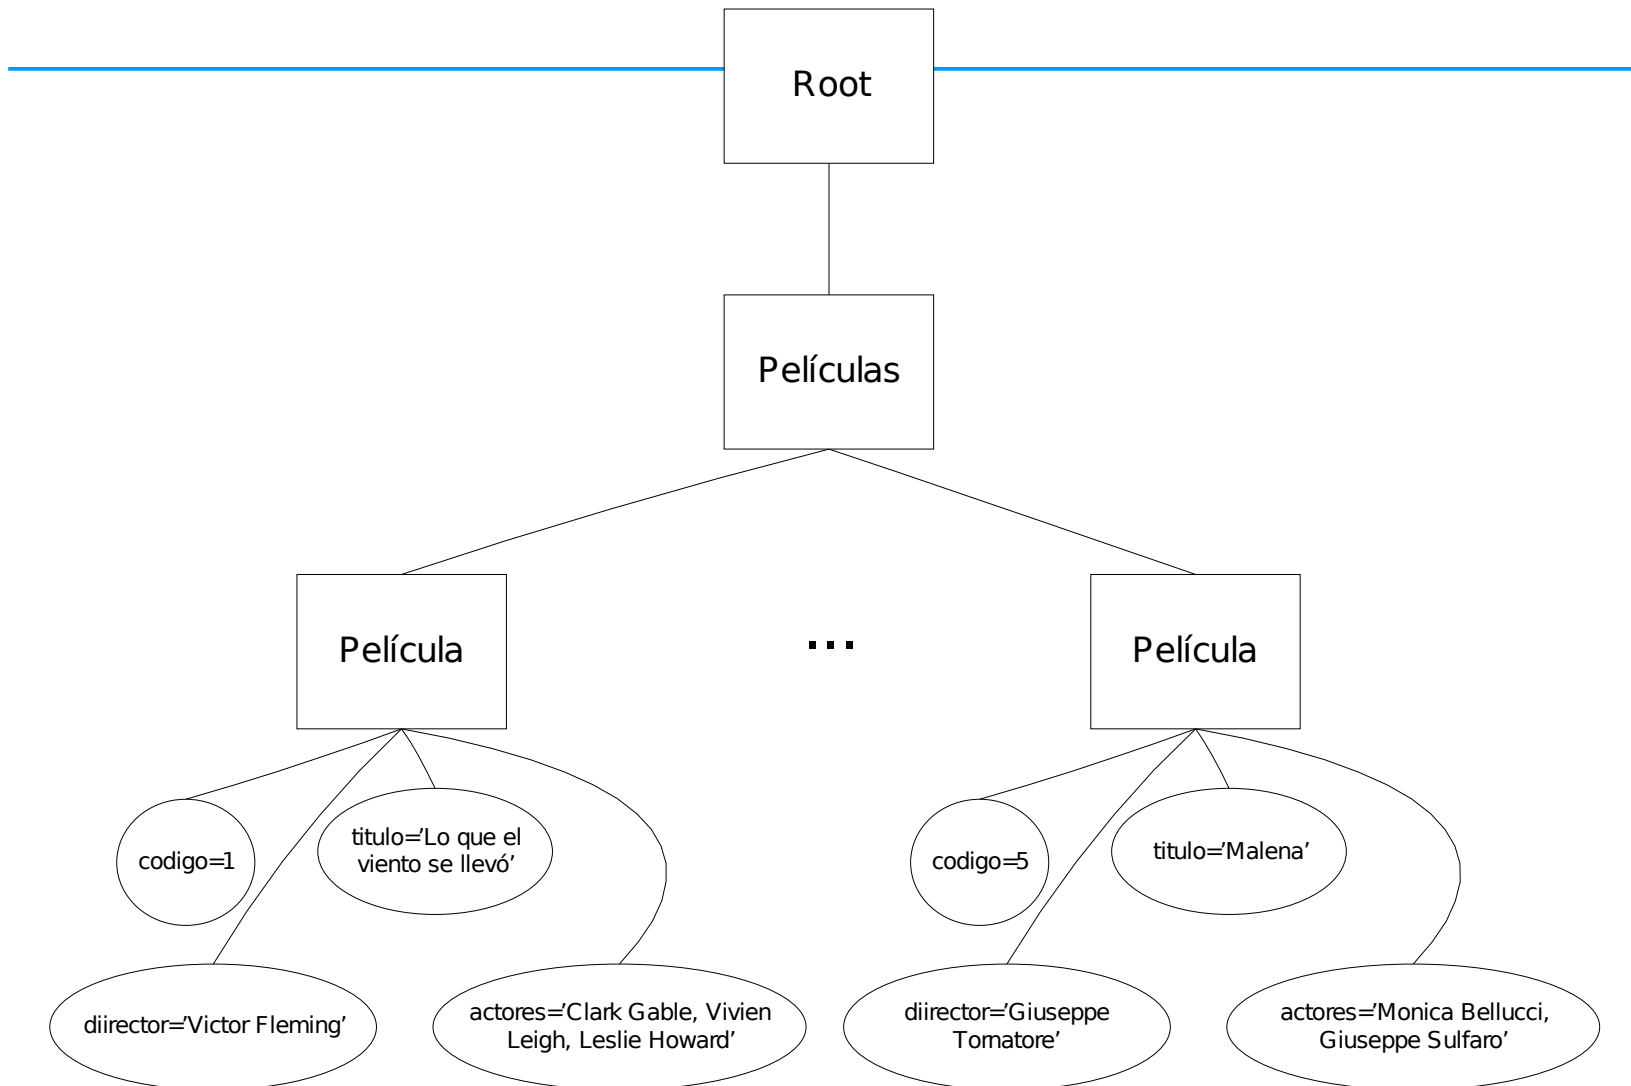 Root
Películas
Película
...
Película
codigo=1
titulo=’Lo que el
viento se llevó’
codigo=5
titulo=’Malena’
diirector=’Victor Fleming’
actores=’Clark Gable, Vivien
Leigh, Leslie Howard’
diirector=’Giuseppe
Tornatore’
actores=’Monica Bellucci,
Giuseppe Sulfaro’